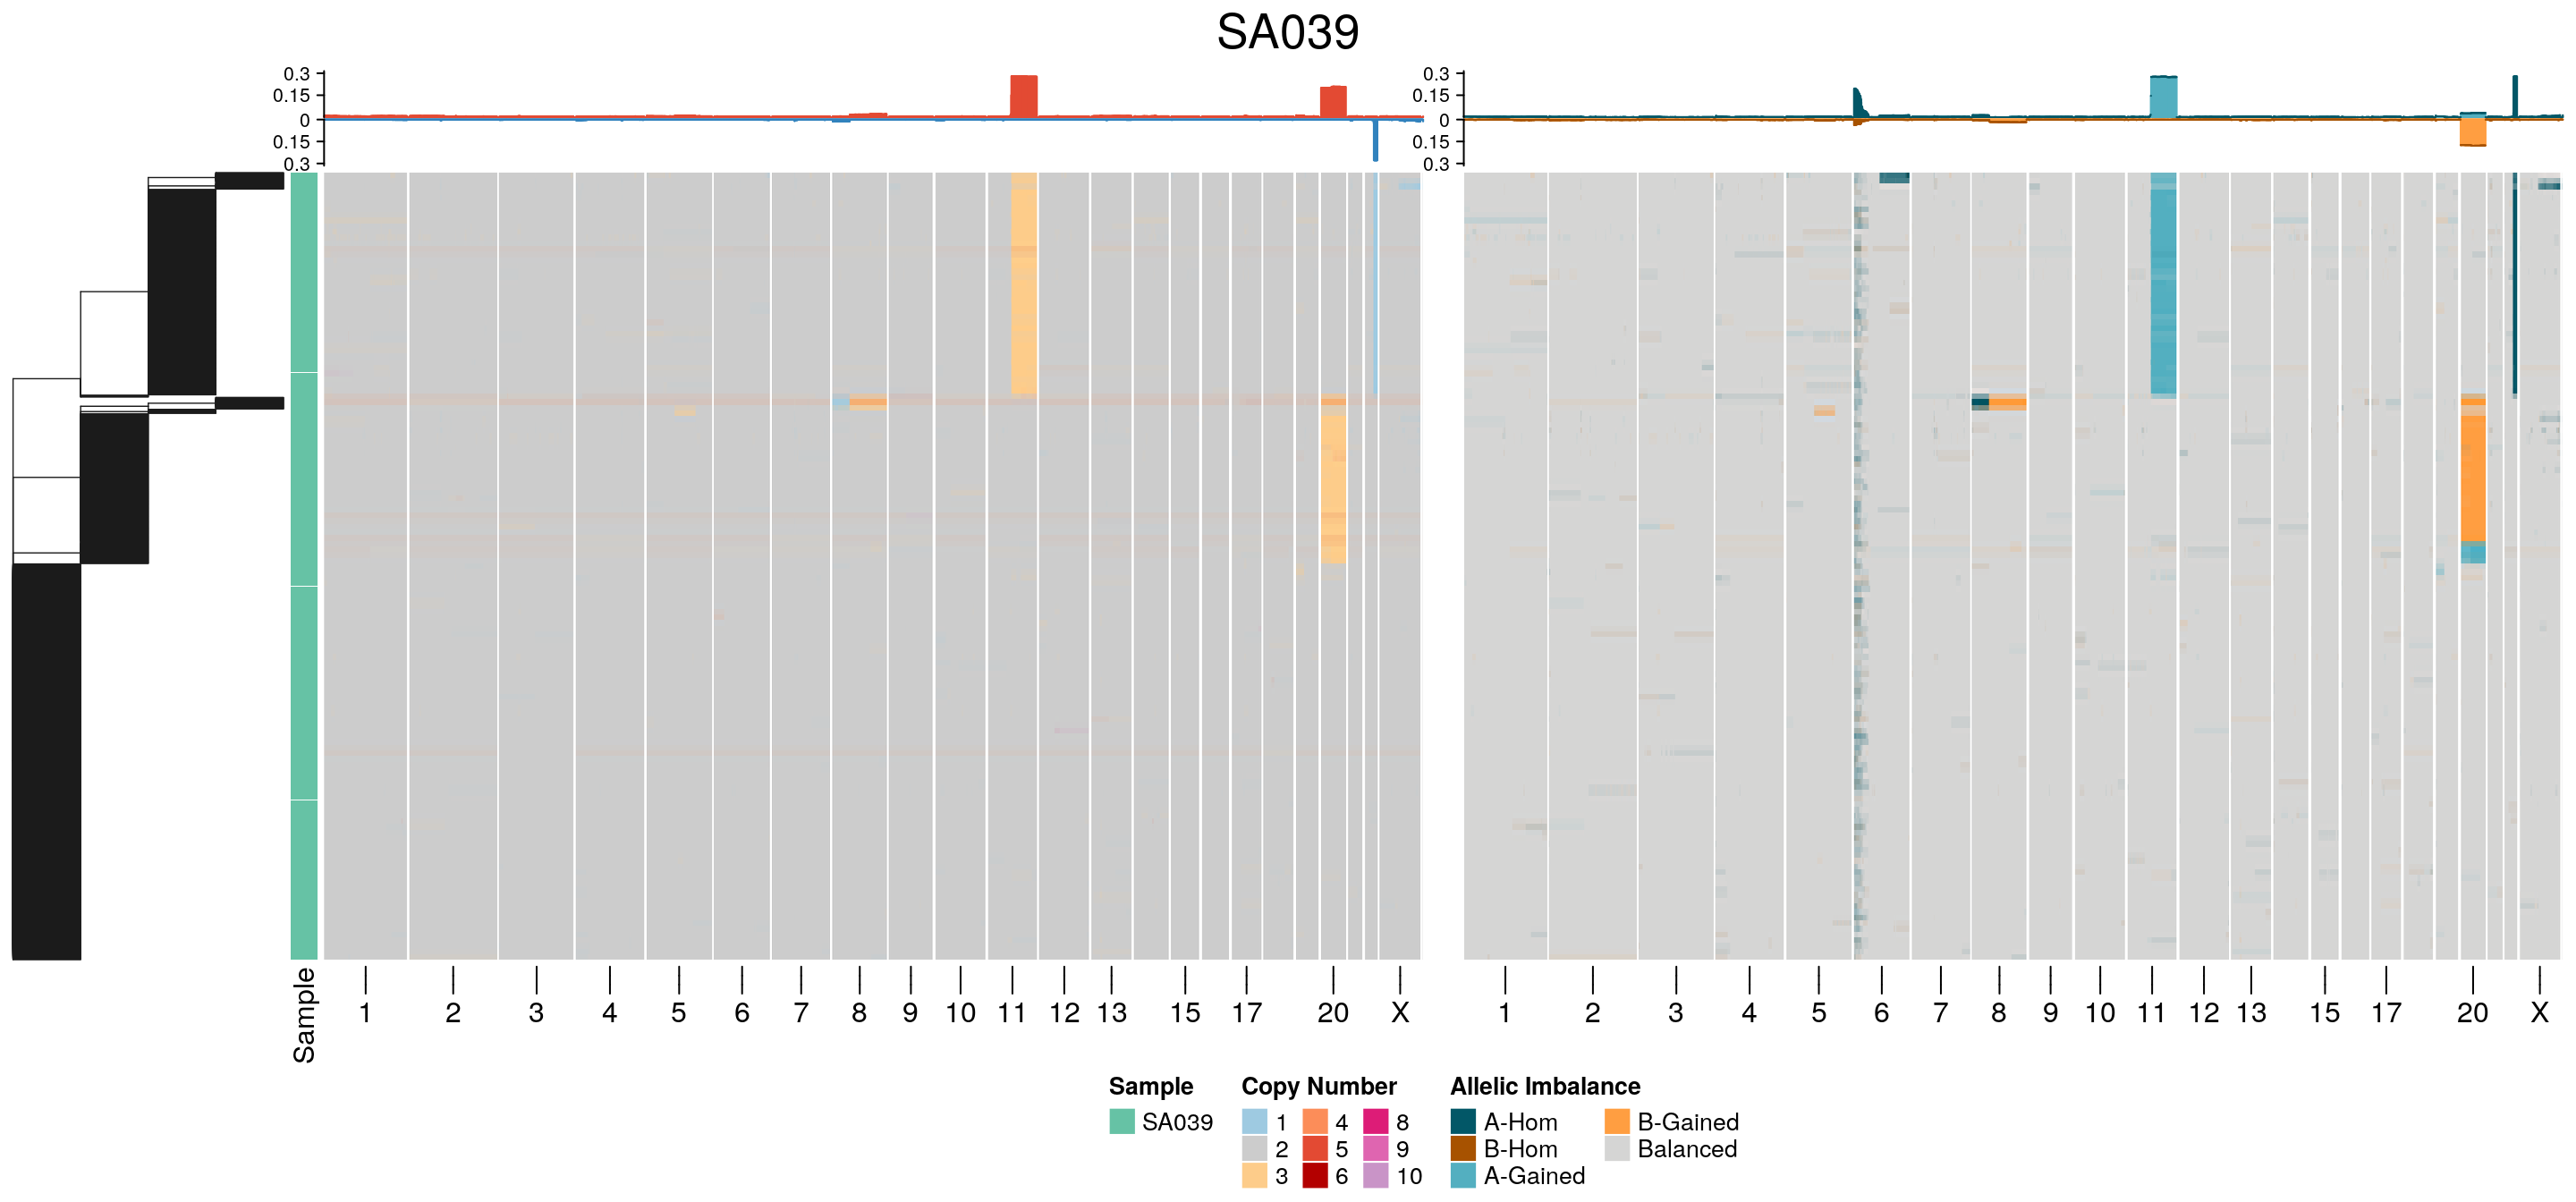 SA039
0.3
0.15
0
0.15
0.3
0.3
0.15
0
0.15
0.3
Sample
1 2 3 4 5 6 7 8 9 10 11 12 13 15 17 20 X
1 2 3 4 5 6 7 8 9 10 11 12 13 15 17 20 X
Sample
SA039
Copy Number
1 4 8
2 5 9
3 6 10
Allelic Imbalance
A-Hom B-Gained
B-Hom Balanced
A-Gained